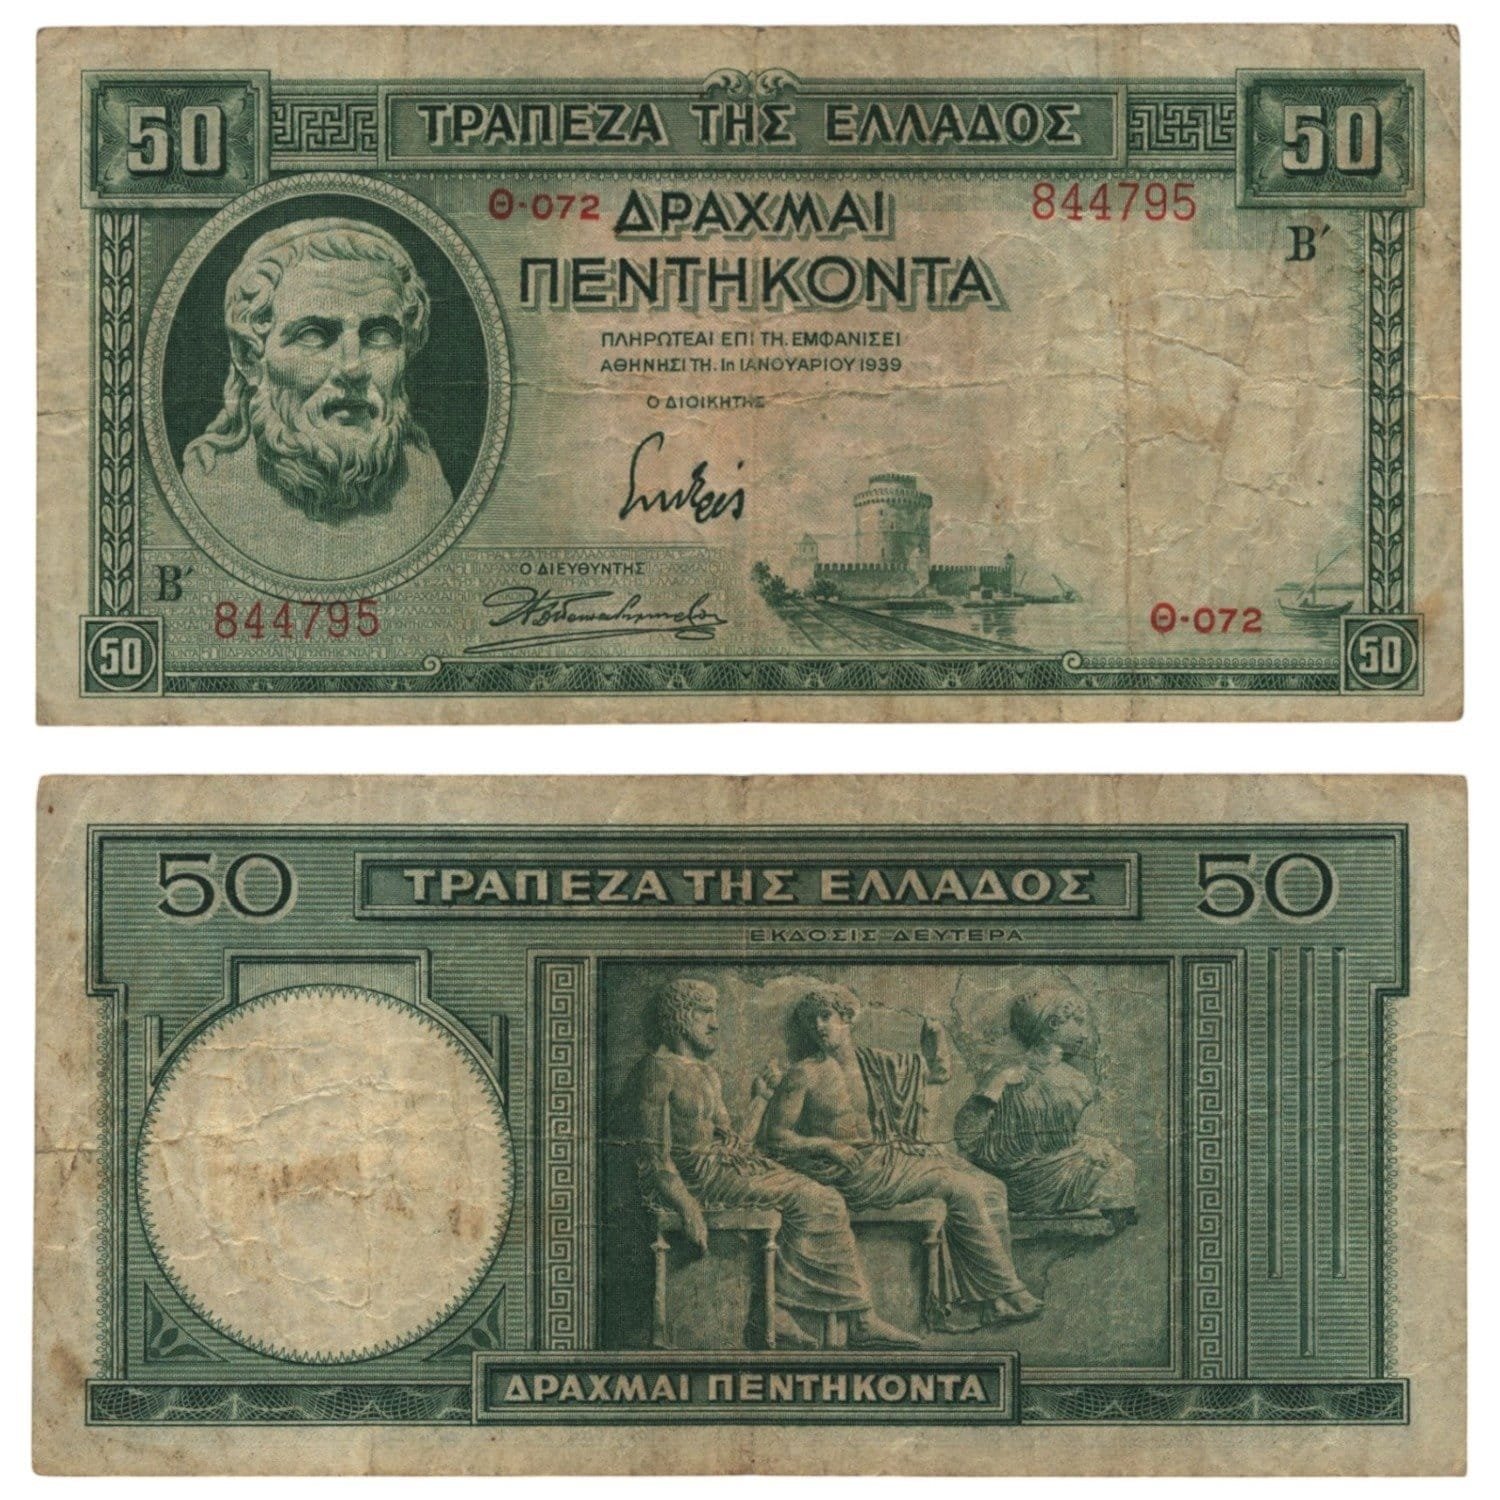 50 ΤΡΑΠΕΖΑ ΤΗΣ ΕΛΛΑΔΟΣ 50
Θ·072 ΔΡΑΧΜΑΙ 844795
Β΄
ΠΕΝΤΗΚΟΝΤΑ
ΠΛΗΡΩΤΕΑΙ ΕΠΙ ΤΗ. ΕΜΦΑΝΙΣΕΙ
ΑΘΗΝΗΣΙ ΤΗ. 1η ΙΑΝΟΥΑΡΙΟΥ 1939
Ο ΔΙΟΙΚΗΤΗΣ
Ο ΔΙΕΥΘΥΝΤΗΣ
Β΄
844795
Θ·072
50 50
50 ΤΡΑΠΕΖΑ ΤΗΣ ΕΛΛΑΔΟΣ 50
ΕΚΔΟΣΙΣ ΔΕΥΤΕΡΑ
ΔΡΑΧΜΑΙ ΠΕΝΤΗΚΟΝΤΑ